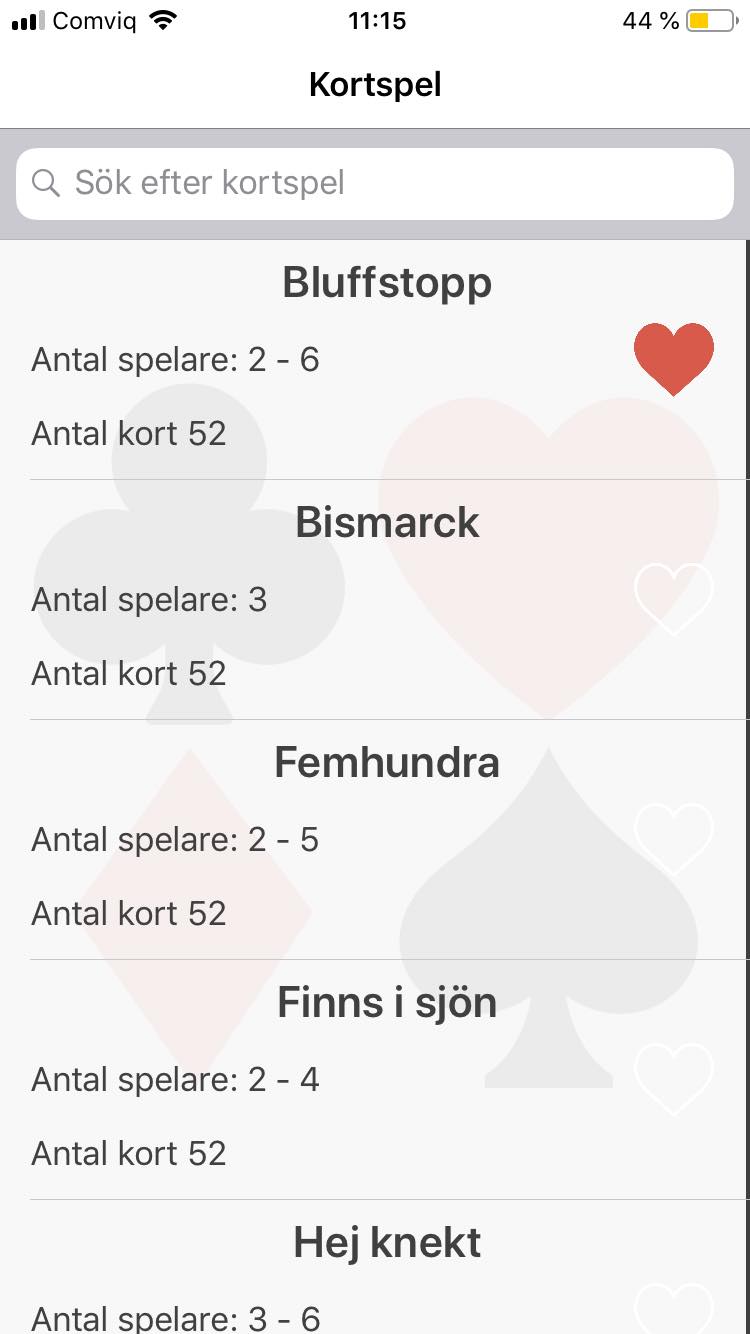 Comviq 11:15 44 %
Kortspel
Sök efter kortspel
Bluffstopp
Antal spelare: 2 - 6
Antal kort 52
Bismarck
Antal spelare: 3
Antal kort 52
Femhundra
Antal spelare: 2 - 5
Antal kort 52
Finns i sjön
Antal spelare: 2 - 4
Antal kort 52
Hej knekt
Antal spelare: 3 - 6